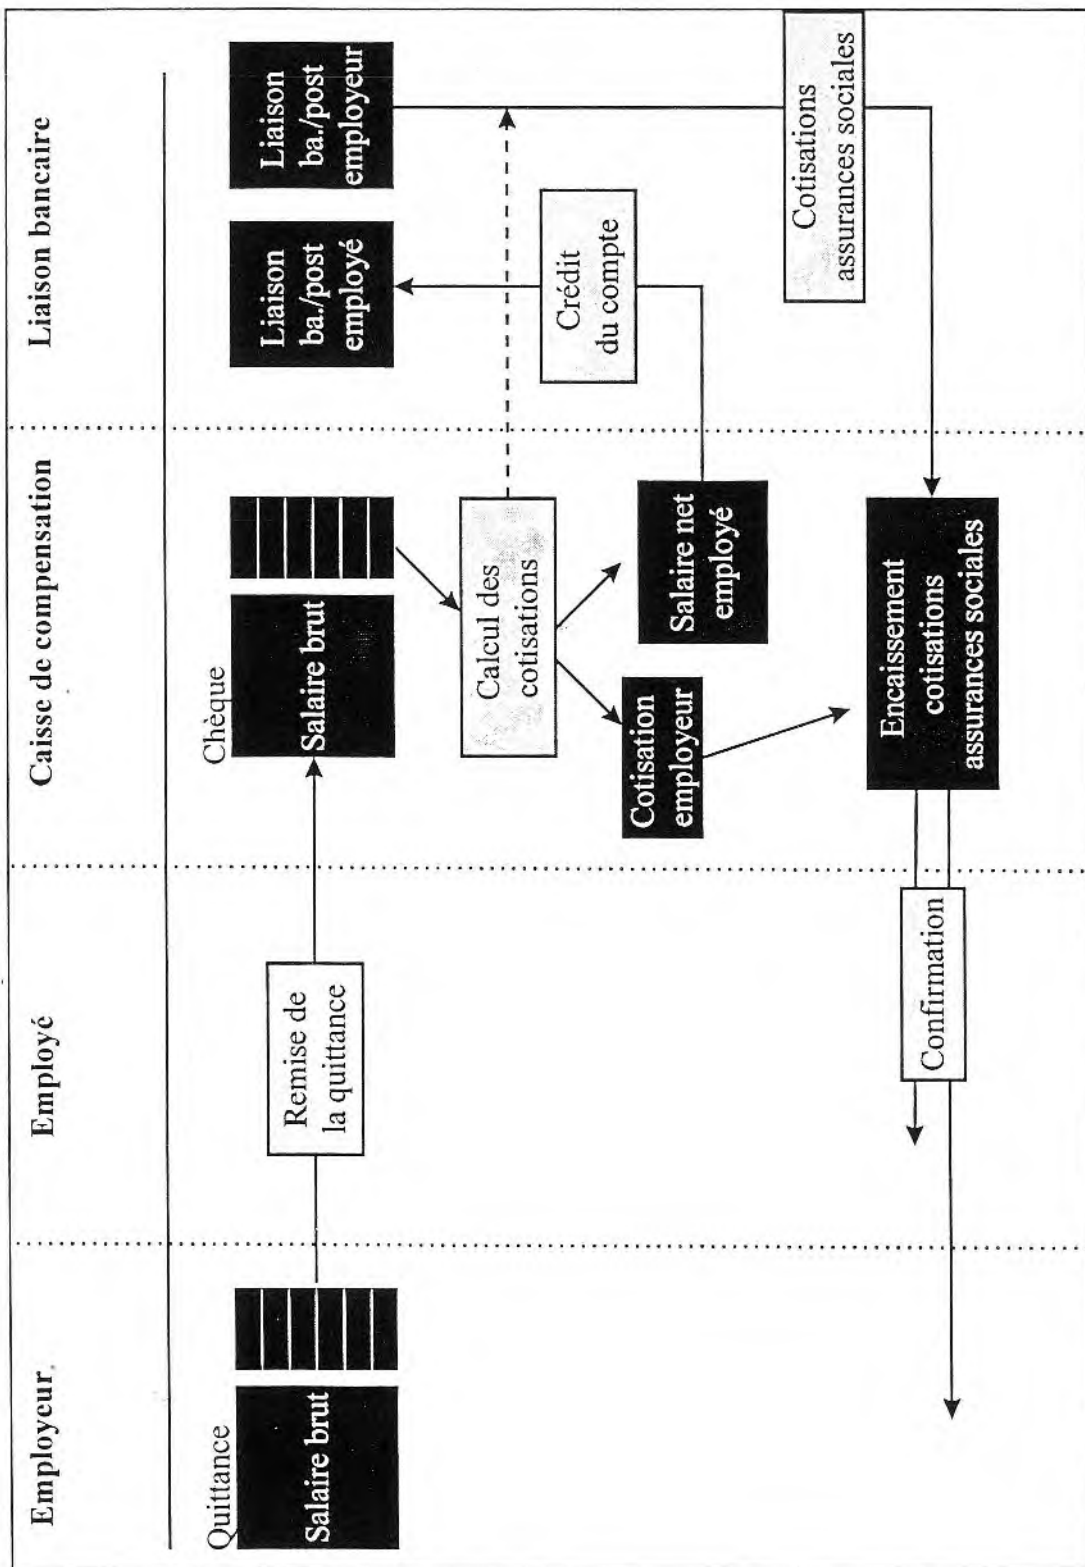 Employeur
Employé
Caisse de compensation
Liaison bancaire
Quittance
Salaire brut
Remise de
la quittance
Chèque
Salaire brut
Liaison
ba./post
employé
Liaison
ba./post
employeur
Calcul des
cotisations
Crédit
du compte
Cotisation
employeur
Salaire net
employé
Cotisations
assurances sociales
Encaissement
cotisations
assurances sociales
Confirmation